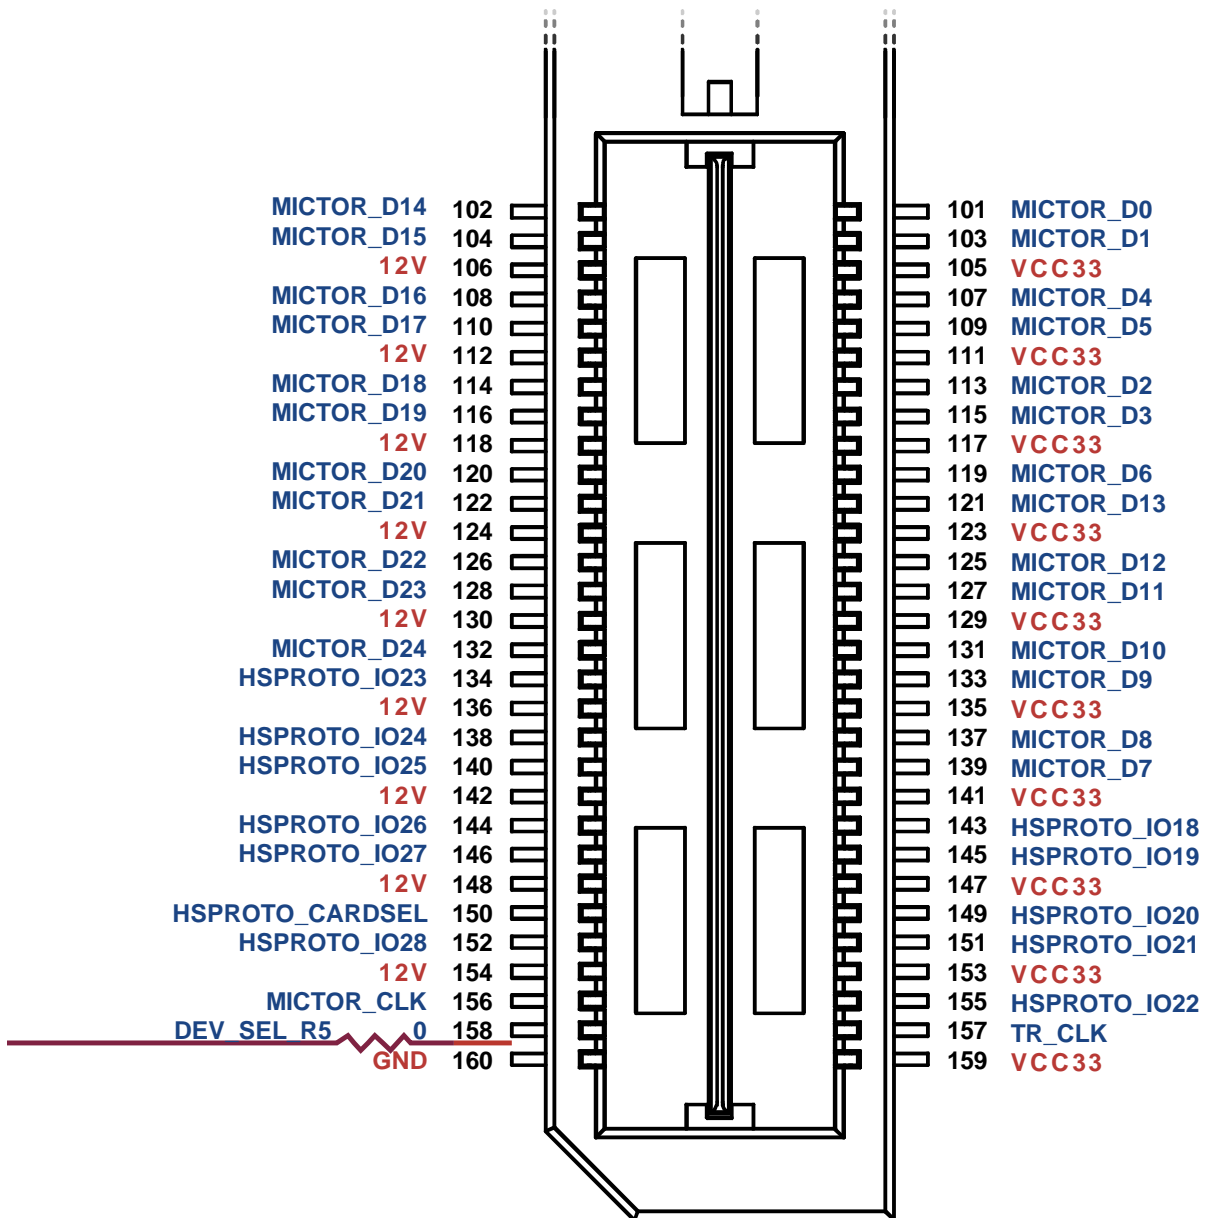 MICTOR_D14 102 101 MICTOR_D0
MICTOR_D15 104 103 MICTOR_D1
12V 106 105 VCC33
MICTOR_D16 108 107 MICTOR_D4
MICTOR_D17 110 109 MICTOR_D5
12V 112 111 VCC33
MICTOR_D18 114 113 MICTOR_D2
MICTOR_D19 116 115 MICTOR_D3
12V 118 117 VCC33
MICTOR_D20 120 119 MICTOR_D6
MICTOR_D21 122 121 MICTOR_D13
12V 124 123 VCC33
MICTOR_D22 126 125 MICTOR_D12
MICTOR_D23 128 127 MICTOR_D11
12V 130 129 VCC33
MICTOR_D24 132 131 MICTOR_D10
HSPROTO_IO23 134 133 MICTOR_D9
12V 136 135 VCC33
HSPROTO_IO24 138 137 MICTOR_D8
HSPROTO_IO25 140 139 MICTOR_D7
12V 142 141 VCC33
HSPROTO_IO26 144 143 HSPROTO_IO18
HSPROTO_IO27 146 145 HSPROTO_IO19
12V 148 147 VCC33
HSPROTO_CARDSEL 150 149 HSPROTO_IO20
HSPROTO_IO28 152 151 HSPROTO_IO21
12V 154 153 VCC33
MICTOR_CLK 156 155 HSPROTO_IO22
DEV_SEL_R5 0 158 157 TR_CLK
GND 160 159 VCC33